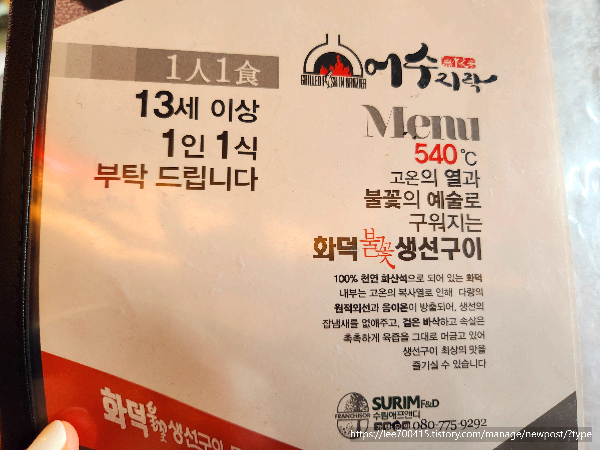 1人1食
13세 이상
1인 1식
부탁 드립니다
어수지락
Menu
540℃
고온의 열과
불꽃의 예술로
구워지는
화덕불꽃생선구이
100% 천연 화산석으로 되어 있는 화덕
내부는 고온의 복사열로 인해 다량의
원적외선과 음이온이 방출되어, 생선의
잡냄새를 없애주고, 겉은 바삭하고 속살은
촉촉하게 육즙을 그대로 머금고 있어
생선구이 최상의 맛을
즐기실 수 있습니다
FRANCHISOR
SURIM F&D
수림에프앤디
080-775-9292
화덕불꽃생선구이
https://lee700415.tistory.com/manage/newpost/?type